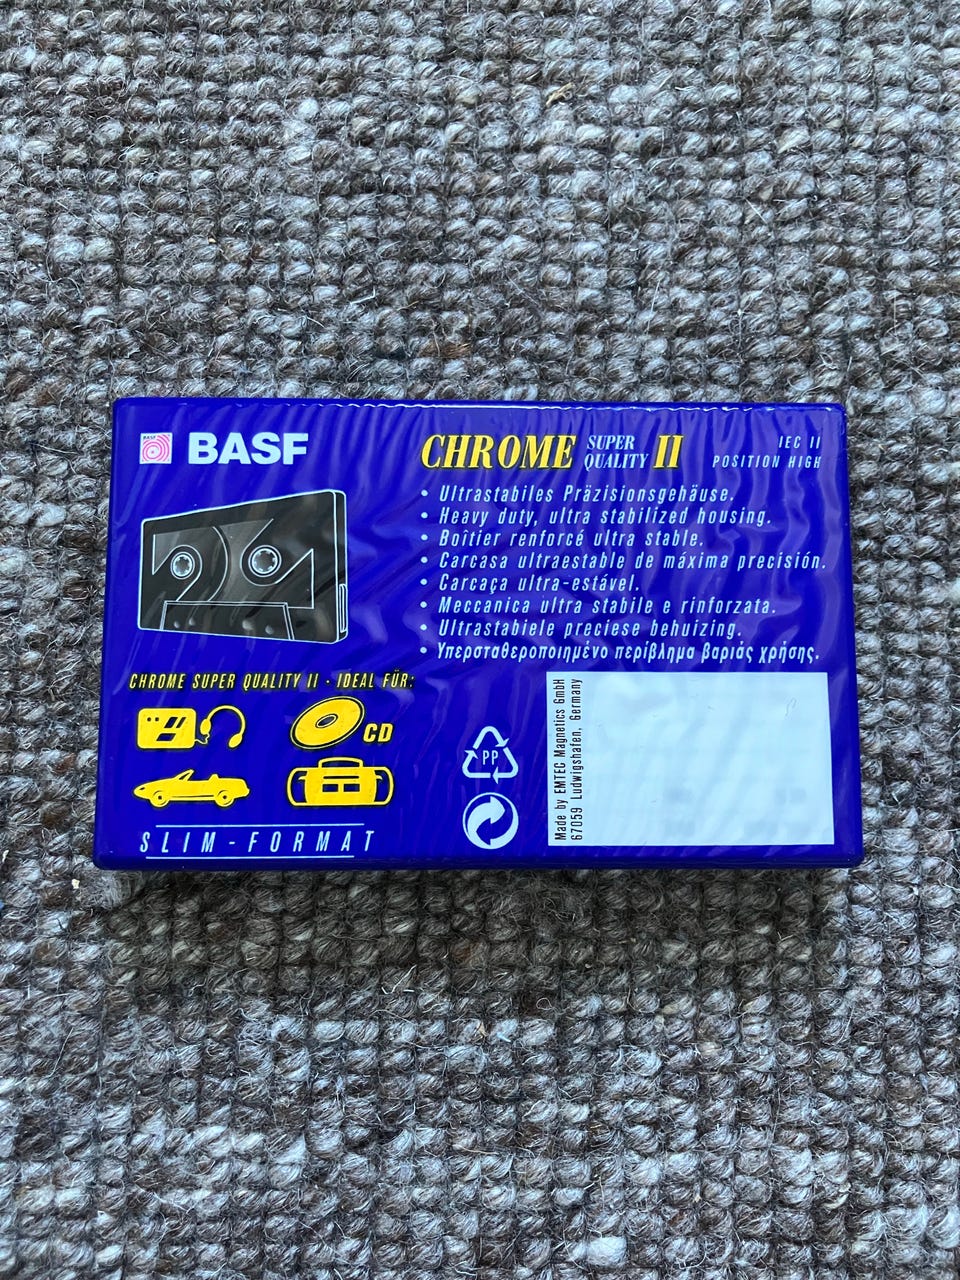 BASF BASF
CHROME SUPER QUALITY II
IEC II
POSITION HIGH
• Ultrastabiles Präzisionsgehäuse.
• Heavy duty, ultra stabilized housing.
• Boîtier renforcé ultra stable.
• Carcasa ultraestable de máxima precisión.
• Carcaça ultra-estável.
• Meccanica ultra stabile e rinforzata.
• Ultrastabiele preciese behuizing.
• Υπερσταθεροποιημένο περίβλημα βαριάς χρήσης.
CHROME SUPER QUALITY II · IDEAL FÜR:
CD
SLIM-FORMAT
PP
Made by EMTEC Magnetics GmbH
67059 Ludwigshafen, Germany